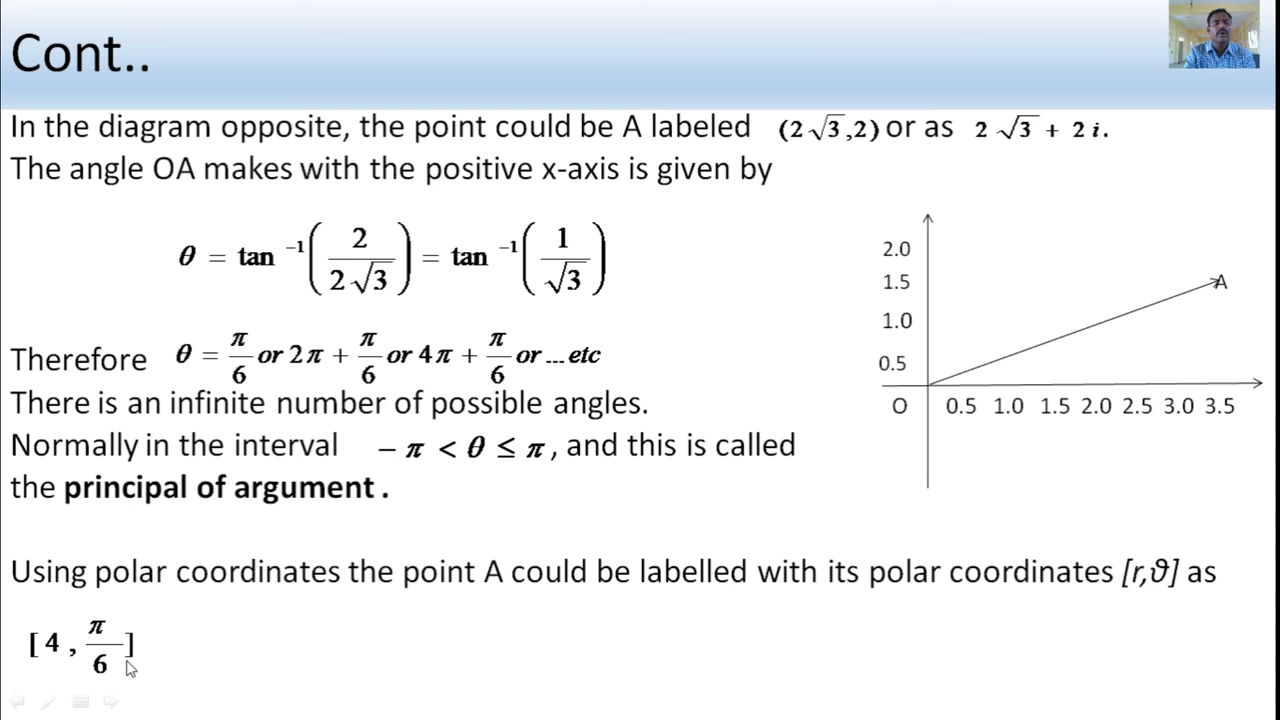 Cont..
In the diagram opposite, the point could be A labeled (2√3,2) or as 2√3 + 2i.
The angle OA makes with the positive x-axis is given by
θ = tan⁻¹(2/(2√3)) = tan⁻¹(1/√3)
Therefore θ = π/6 or 2π + π/6 or 4π + π/6 or ... etc
There is an infinite number of possible angles.
Normally in the interval − π < θ ≤ π, and this is called
the principal of argument .
Using polar coordinates the point A could be labelled with its polar coordinates [r,ϑ] as
[4, π/6]
2.0
1.5
A
1.0
0.5
O 0.5 1.0 1.5 2.0 2.5 3.0 3.5